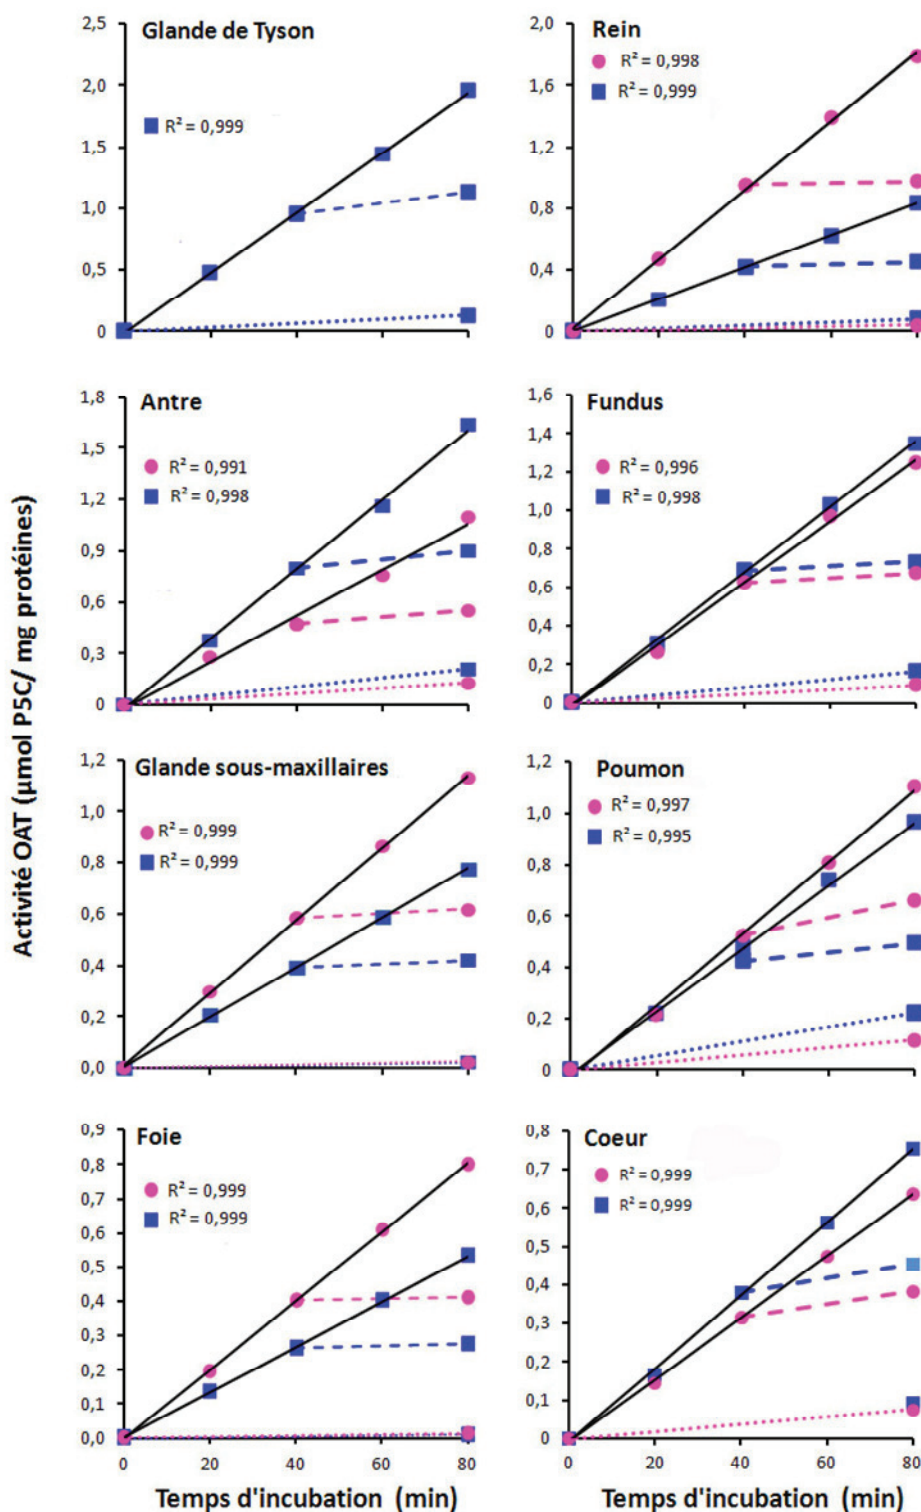 Activité OAT (µmol P5C/ mg protéines)
Glande de Tyson
R² = 0,999
2,5
2,0
1,5
1,0
0,5
0
Rein
R² = 0,998
R² = 0,999
2,0
1,6
1,2
0,8
0,4
0
Antre
R² = 0,991
R² = 0,998
1,8
1,5
1,2
0,9
0,6
0,3
0
Fundus
R² = 0,996
R² = 0,998
1,6
1,4
1,2
1,0
0,8
0,6
0,4
0,2
0
Glande sous-maxillaires
R² = 0,999
R² = 0,999
1,2
1,0
0,8
0,6
0,4
0,2
0,0
Poumon
R² = 0,997
R² = 0,995
1,2
1,0
0,8
0,6
0,4
0,2
0
Foie
R² = 0,999
R² = 0,999
0,9
0,8
0,7
0,6
0,5
0,4
0,3
0,2
0,1
0,0
0 20 40 60 80
Temps d'incubation (min)
Coeur
R² = 0,999
R² = 0,999
0,8
0,7
0,6
0,5
0,4
0,3
0,2
0,1
0
0 20 40 60 80
Temps d'incubation (min)